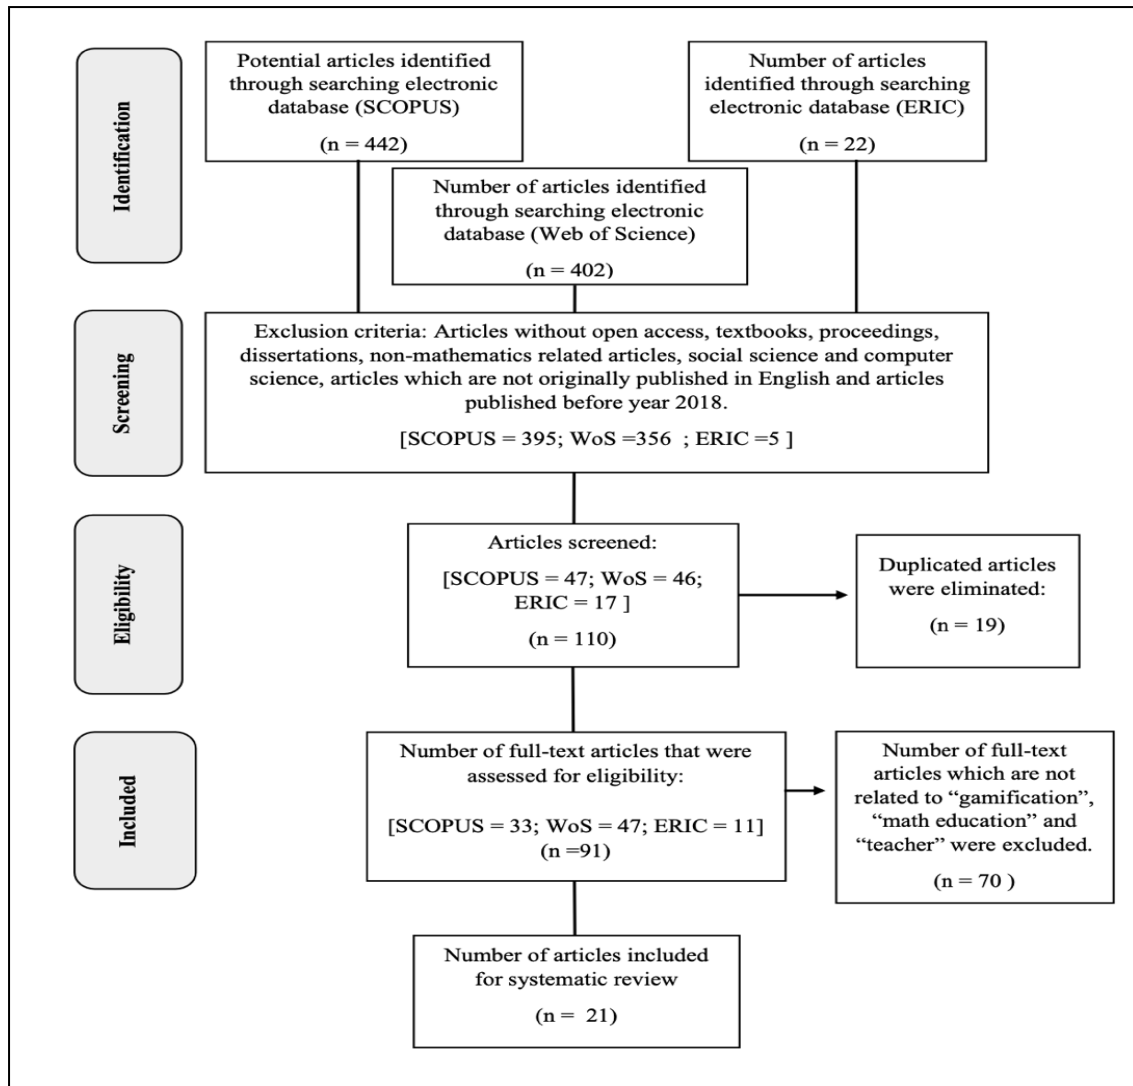 Identification
Potential articles identified
through searching electronic
database (SCOPUS)
(n = 442)
Number of articles
identified through searching
electronic database (ERIC)
(n = 22)
Number of articles identified
through searching electronic
database (Web of Science)
(n = 402)
Screening
Exclusion criteria: Articles without open access, textbooks, proceedings,
dissertations, non-mathematics related articles, social science and computer
science, articles which are not originally published in English and articles
published before year 2018.
[SCOPUS = 395; WoS =356  ; ERIC =5 ]
Eligibility
Articles screened:
[SCOPUS = 47; WoS = 46;
ERIC = 17 ]
(n = 110)
Duplicated articles
were eliminated:
(n = 19)
Included
Number of full-text articles that were
assessed for eligibility:
[SCOPUS = 33; WoS = 47; ERIC = 11]
(n =91)
Number of full-text
articles which are not
related to “gamification”,
“math education” and
“teacher” were excluded.
(n = 70 )
Number of articles included
for systematic review
(n =  21)